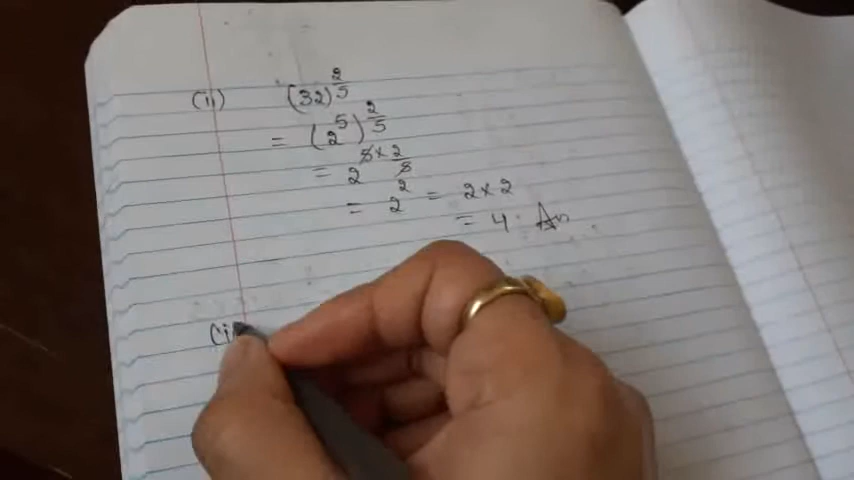 (ii) (32)^{2/5}
= (2^5)^{2/5}
= 2^{5×2/5}
= 2^2 = 2×2
= 4 An
(i